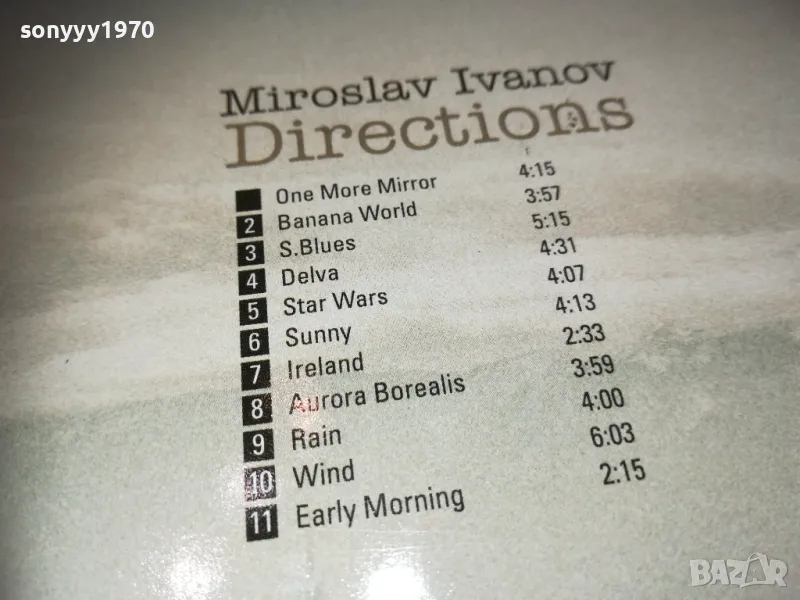 sonyyy1970
Miroslav Ivanov
Directions
One More Mirror 4:15
2 Banana World 3:57
3 S.Blues 5:15
4 Delva 4:31
5 Star Wars 4:07
6 Sunny 4:13
7 Ireland 2:33
8 Aurora Borealis 3:59
9 Rain 4:00
10 Wind 6:03
11 Early Morning 2:15
BAZAR